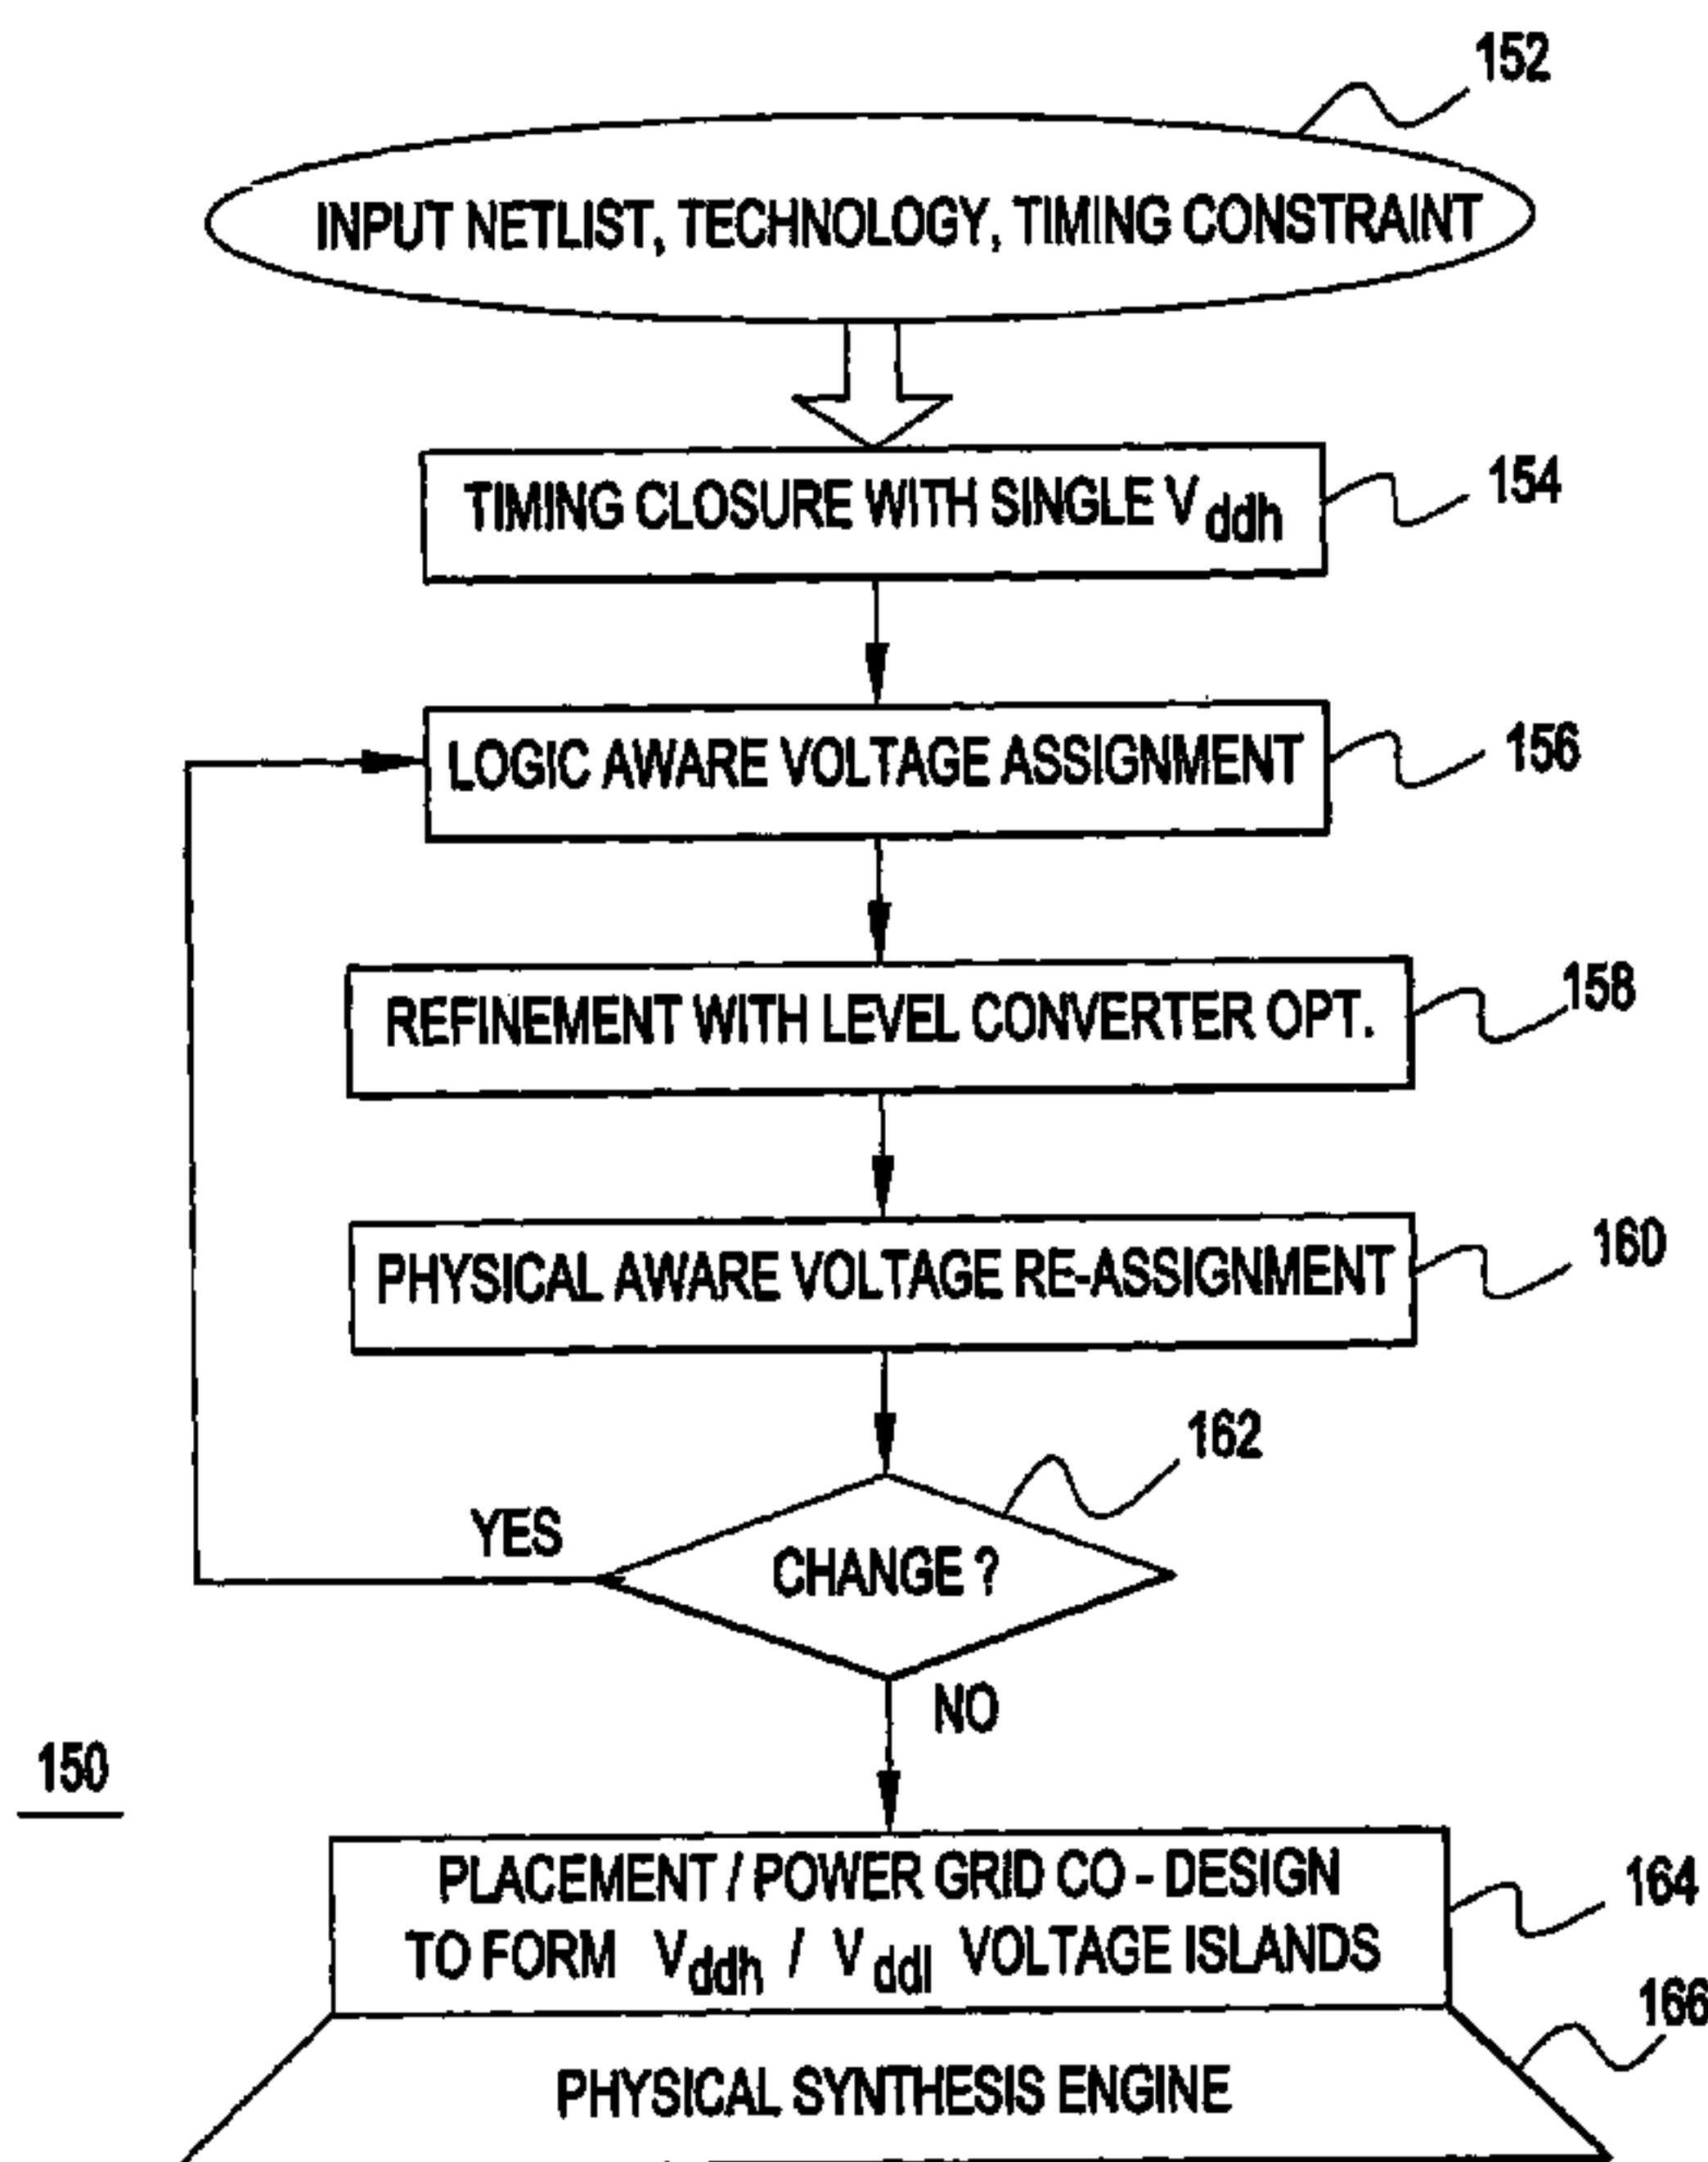 152
INPUT NETLIST, TECHNOLOGY, TIMING CONSTRAINT
TIMING CLOSURE WITH SINGLE Vddh
154
LOGIC AWARE VOLTAGE ASSIGNMENT
156
REFINEMENT WITH LEVEL CONVERTER OPT.
158
PHYSICAL AWARE VOLTAGE RE-ASSIGNMENT
160
162
YES
CHANGE ?
NO
150
PLACEMENT / POWER GRID CO - DESIGN
TO FORM Vddh / Vddl VOLTAGE ISLANDS
164
166
PHYSICAL SYNTHESIS ENGINE